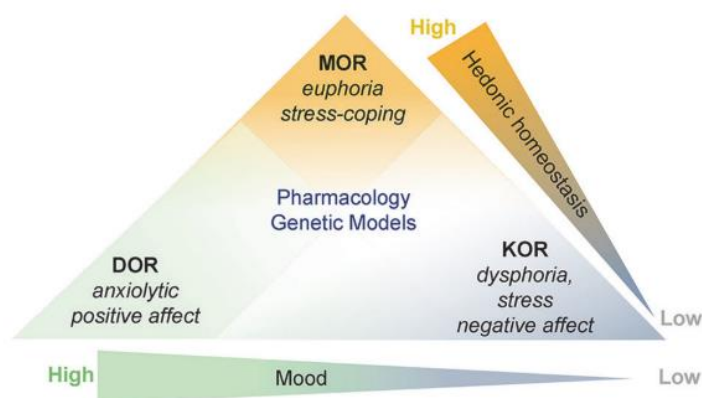 High
MOR
euphoria
stress-coping
Hedonic homeostasis
Pharmacology
Genetic Models
DOR
anxiolytic
positive affect
KOR
dysphoria,
stress
negative affect
Low
High
Mood
Low